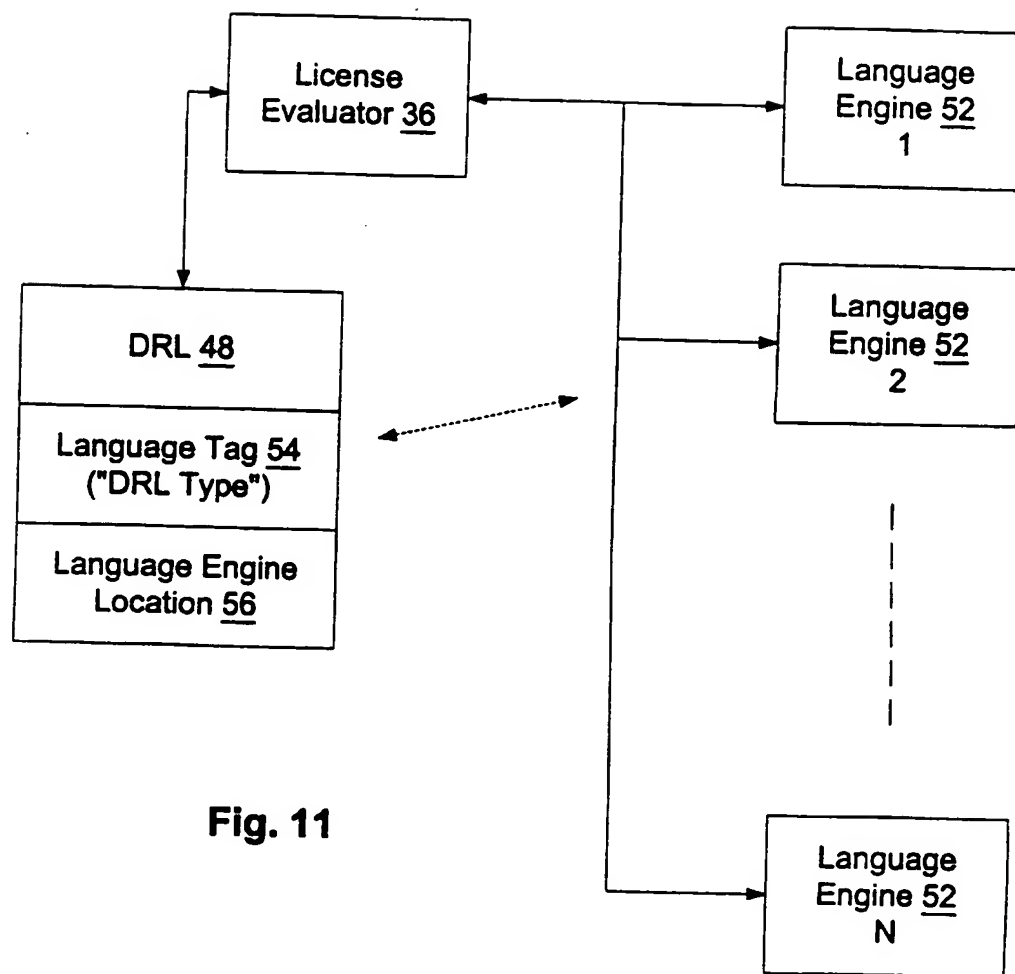 License
Evaluator 36
Language
Engine 52
1
DRL 48
Language Tag 54
("DRL Type")
Language Engine
Location 56
Language
Engine 52
2
Fig. 11
Language
Engine 52
N